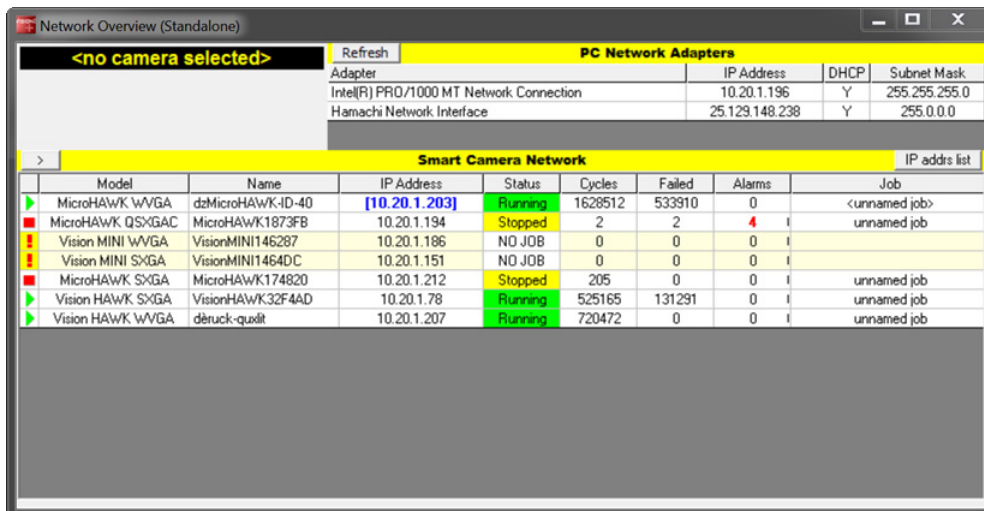 Network Overview (Standalone)
<no camera selected>
Refresh PC Network Adapters
Adapter IP Address DHCP Subnet Mask
Intel(R) PRO/1000 MT Network Connection 10.20.1.196 Y 255.255.255.0
Hamachi Network Interface 25.129.148.238 Y 255.0.0.0
> Smart Camera Network IP addrs list
Model Name IP Address Status Cycles Failed Alarms Job
MicroHAWK WVGA dzMicroHAWK-ID-40 [10.20.1.203] Running 1628512 533910 0 <unnamed job>
MicroHAWK QSXGAC MicroHAWK1873FB 10.20.1.194 Stopped 2 2 4 unnamed job
Vision MINI WVGA VisionMINI146287 10.20.1.186 NO JOB 0 0 0
Vision MINI SXGA VisionMINI1464DC 10.20.1.151 NO JOB 0 0 0
MicroHAWK SXGA MicroHAWK174820 10.20.1.212 Stopped 205 0 0 unnamed job
Vision HAWK SXGA VisionHAWK32F4AD 10.20.1.78 Running 525165 131291 0 unnamed job
Vision HAWK WVGA dèruck-quxlit 10.20.1.207 Running 720472 0 0 unnamed job